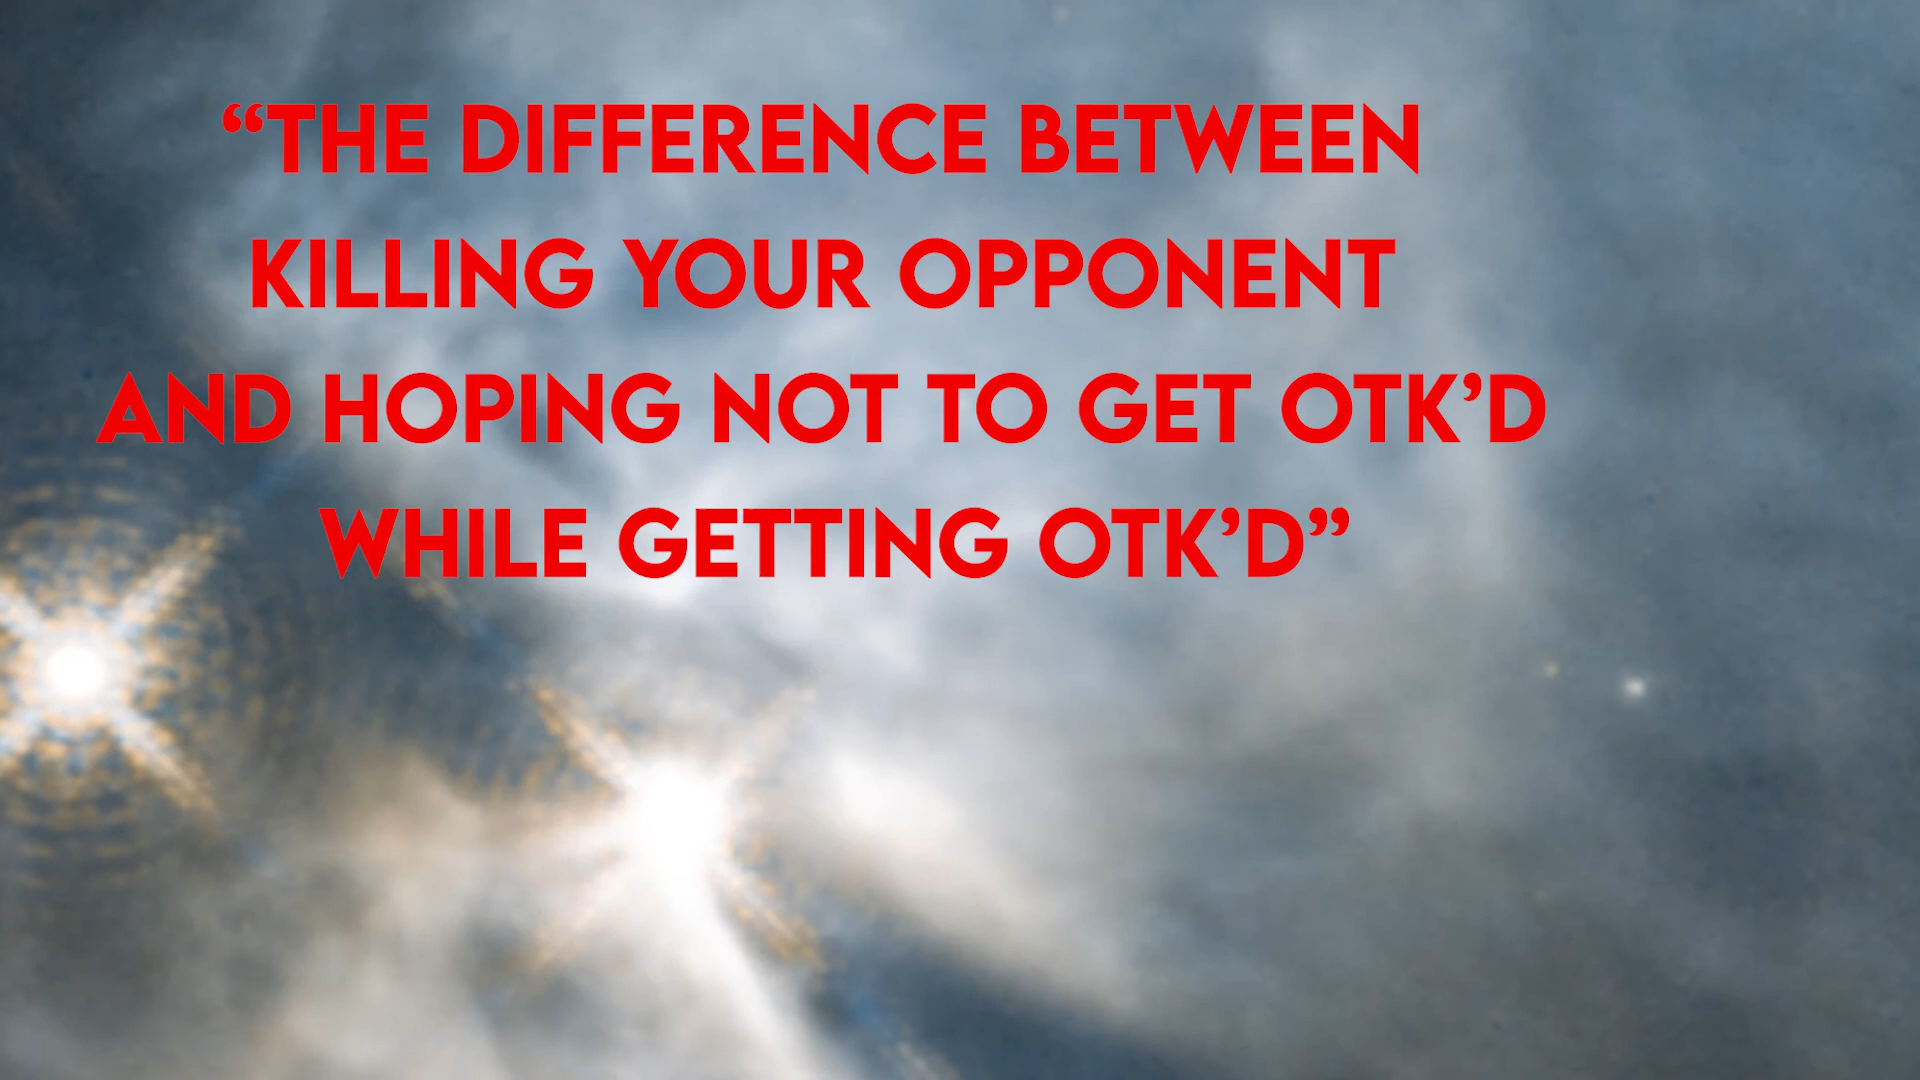 “THE DIFFERENCE BETWEEN
KILLING YOUR OPPONENT
AND HOPING NOT TO GET OTK’D
WHILE GETTING OTK’D”